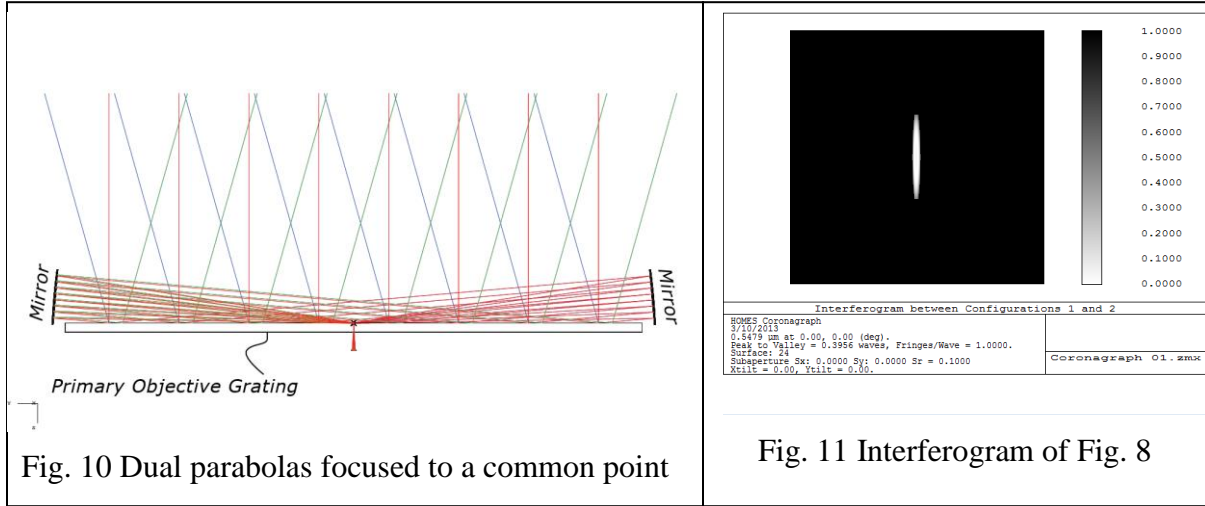 Mirror
Mirror
Primary Objective Grating
Fig. 10 Dual parabolas focused to a common point
1.0000
0.9000
0.8000
0.7000
0.6000
0.5000
0.4000
0.3000
0.2000
0.1000
0.0000
Interferogram between Configurations 1 and 2
HOMES Coronagraph
3/10/2013
0.5479 µm at 0.00, 0.00 (deg).
Peak to Valley = 0.3956 waves, Fringes/Wave = 1.0000.
Surface: 24
Subaperture Sx: 0.0000 Sy: 0.0000 Sr = 0.1000
Xtilt = 0.00, Ytilt = 0.00.
Coronagraph 01.zmx
Fig. 11 Interferogram of Fig. 8